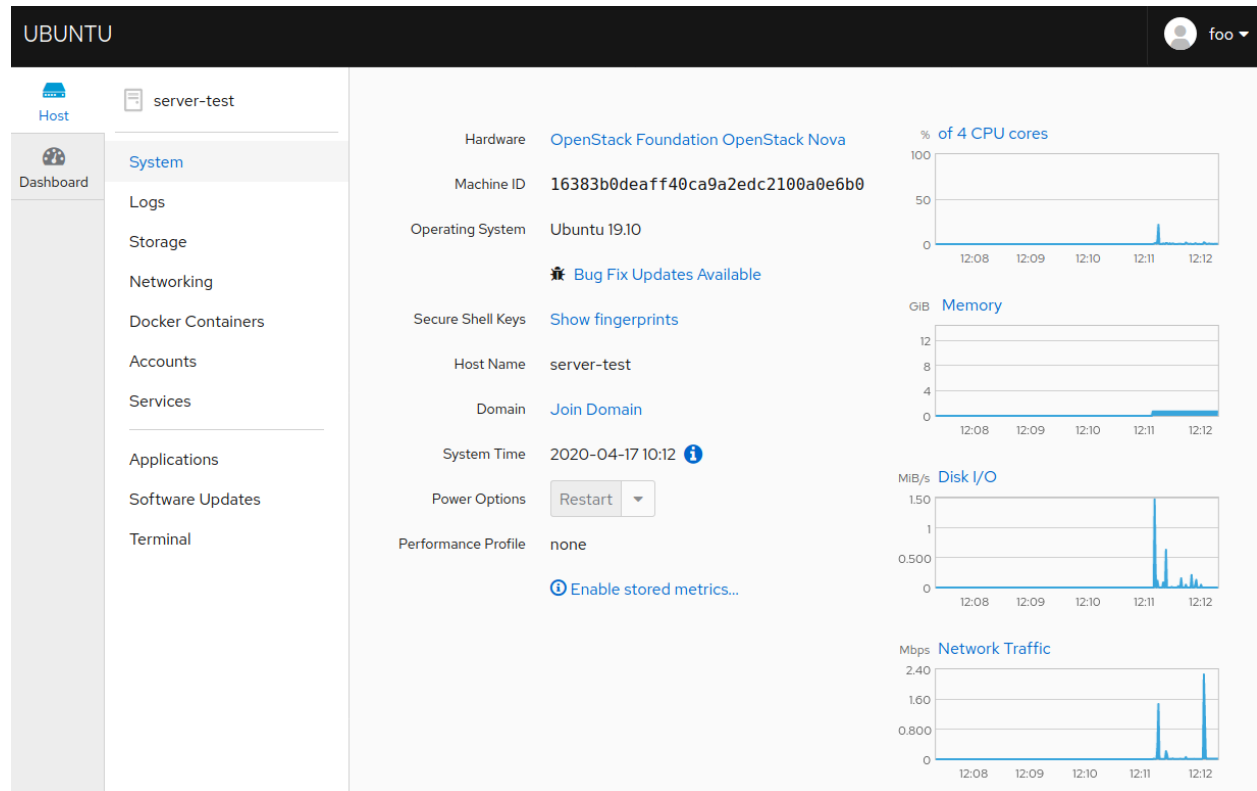 UBUNTU
foo
Host
Dashboard
server-test
System
Logs
Storage
Networking
Docker Containers
Accounts
Services
Applications
Software Updates
Terminal
Hardware OpenStack Foundation OpenStack Nova
Machine ID 16383b0deaff40ca9a2edc2100a0e6b0
Operating System Ubuntu 19.10
Bug Fix Updates Available
Secure Shell Keys Show fingerprints
Host Name server-test
Domain Join Domain
System Time 2020-04-17 10:12
Power Options Restart
Performance Profile none
Enable stored metrics...
% of 4 CPU cores
100
50
0
12:08 12:09 12:10 12:11 12:12
GiB Memory
12
8
4
0
12:08 12:09 12:10 12:11 12:12
MiB/s Disk I/O
1.50
1
0.500
0
12:08 12:09 12:10 12:11 12:12
Mbps Network Traffic
2.40
1.60
0.800
0
12:08 12:09 12:10 12:11 12:12